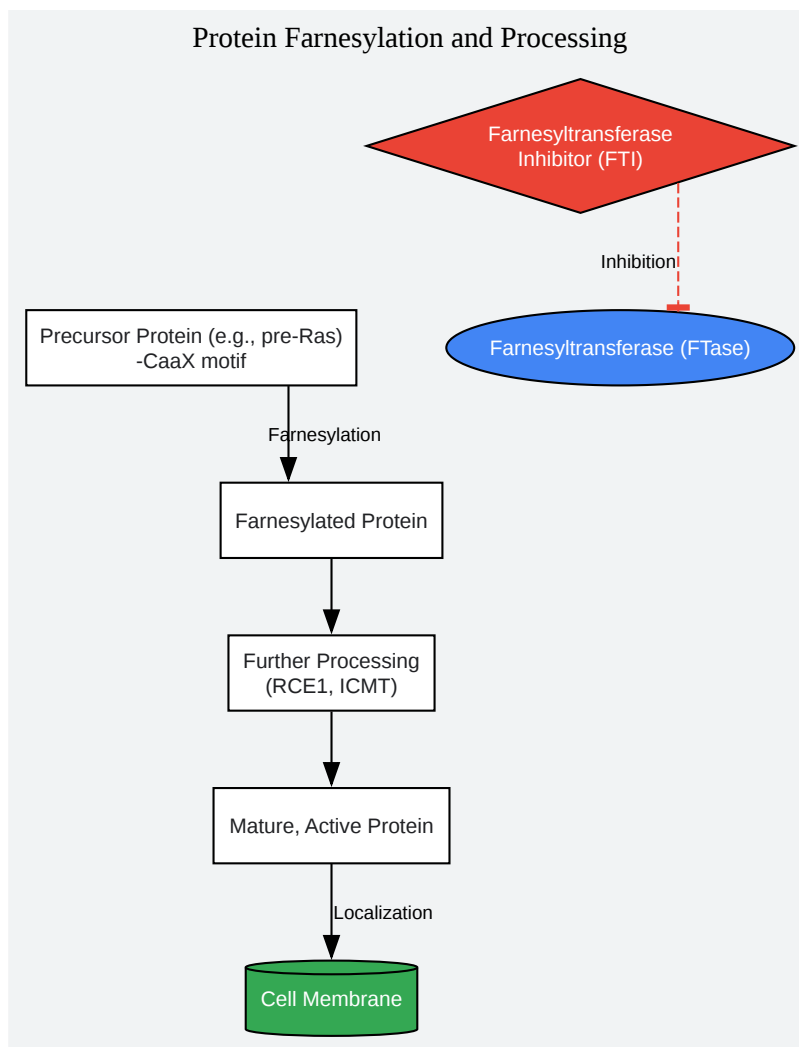 Protein Farnesylation and Processing
Farnesyltransferase
Inhibitor (FTI)
Inhibition
Precursor Protein (e.g., pre-Ras)
-CaaX motif
Farnesyltransferase (FTase)
Farnesylation
Farnesylated Protein
Further Processing
(RCE1, ICMT)
Mature, Active Protein
Localization
Cell Membrane